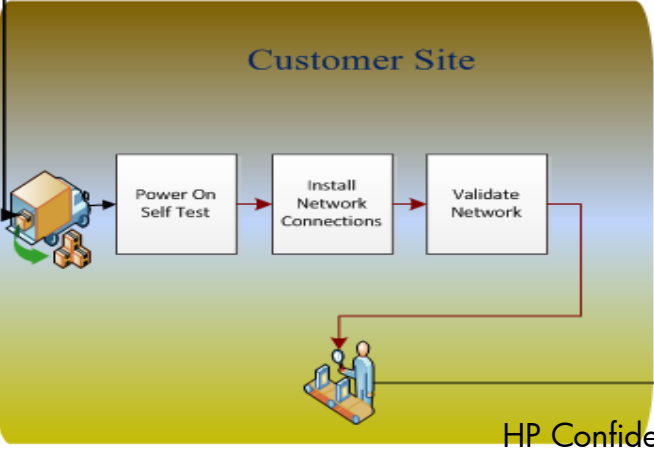 Customer Site
Power On
Self Test
Install
Network
Connections
Validate
Network
HP Confide